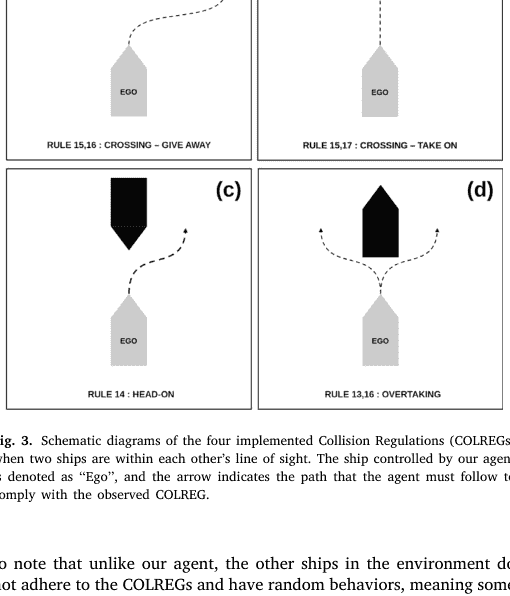 EGO
EGO
RULE 15,16 : CROSSING – GIVE AWAY
RULE 15,17 : CROSSING – TAKE ON
(c)
(d)
EGO
EGO
RULE 14 : HEAD-ON
RULE 13,16 : OVERTAKING
ig. 3. Schematic diagrams of the four implemented Collision Regulations (COLREGs
when two ships are within each other's line of sight. The ship controlled by our agen
s denoted as "Ego", and the arrow indicates the path that the agent must follow to
omply with the observed COLREG.
o note that unlike our agent, the other ships in the environment do
not adhere to the COLREGs and have random behaviors, meaning some